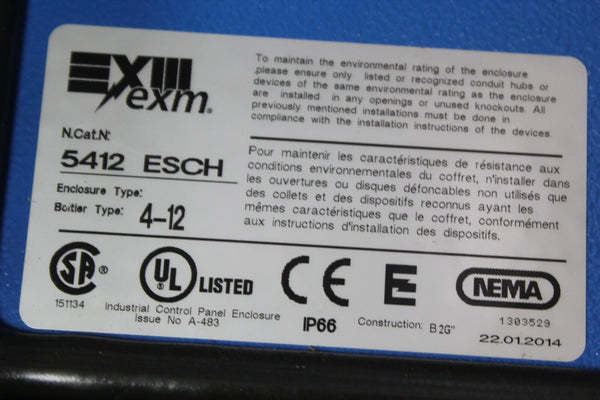 EXM
exm®
To maintain the environmental rating of the enclosure
please ensure only listed or recognized conduit hubs or
devices of the same environmental rating as the enclosure
are installed in any openings or unused knockouts. All
previously mentioned installations must be done in
compliance with the installation instructions of the devices.
N.Cat.N:
5412 ESCH
Enclosure Type:
Boitier Type: 4-12
Pour maintenir les caractéristiques de résistance aux
conditions environnementales du coffret, n'installer dans
les ouvertures ou disques défoncables non utilisés que
des collets et des dispositifs reconnus ayant les
mêmes caractéristiques que le coffret, conformément
aux instructions d'installation des dispositifs.
SA ®
151134
UL ® LISTED
Industrial Control Panel Enclosure
Issue No A-483
CE
IP66
E
Construction: B2G"
NEMA
1303529
22.01.2014